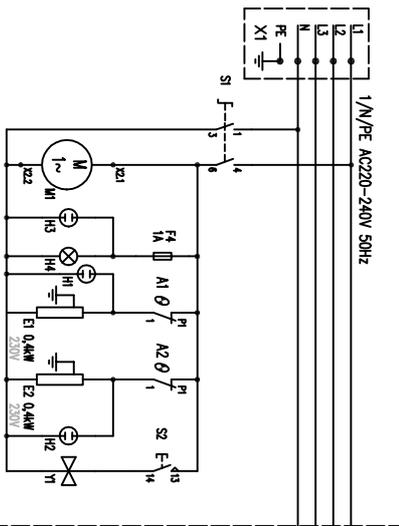 1/N/PE AC220-240V 50Hz
L1
L2
L3
N
PE
X1
S1
1
3
4
6
X2.1
X2.2
M
1~
M1
H3
F4
1A
H4
H1
A1
P1
1
E1 0,4kW
230V
A2
P1
1
E2 0,4kW
230V
H2
S2
E
13
14
Y1